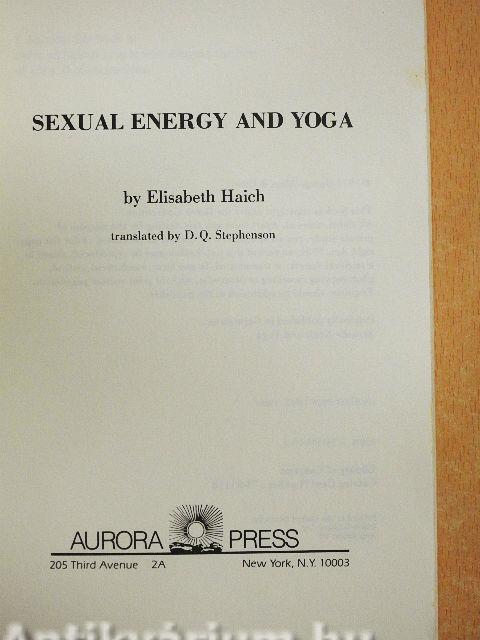 SEXUAL ENERGY AND YOGA
by Elisabeth Haich
translated by D. Q. Stephenson
AURORA PRESS
205 Third Avenue 2A New York, N.Y. 10003
Antikvárium.hu